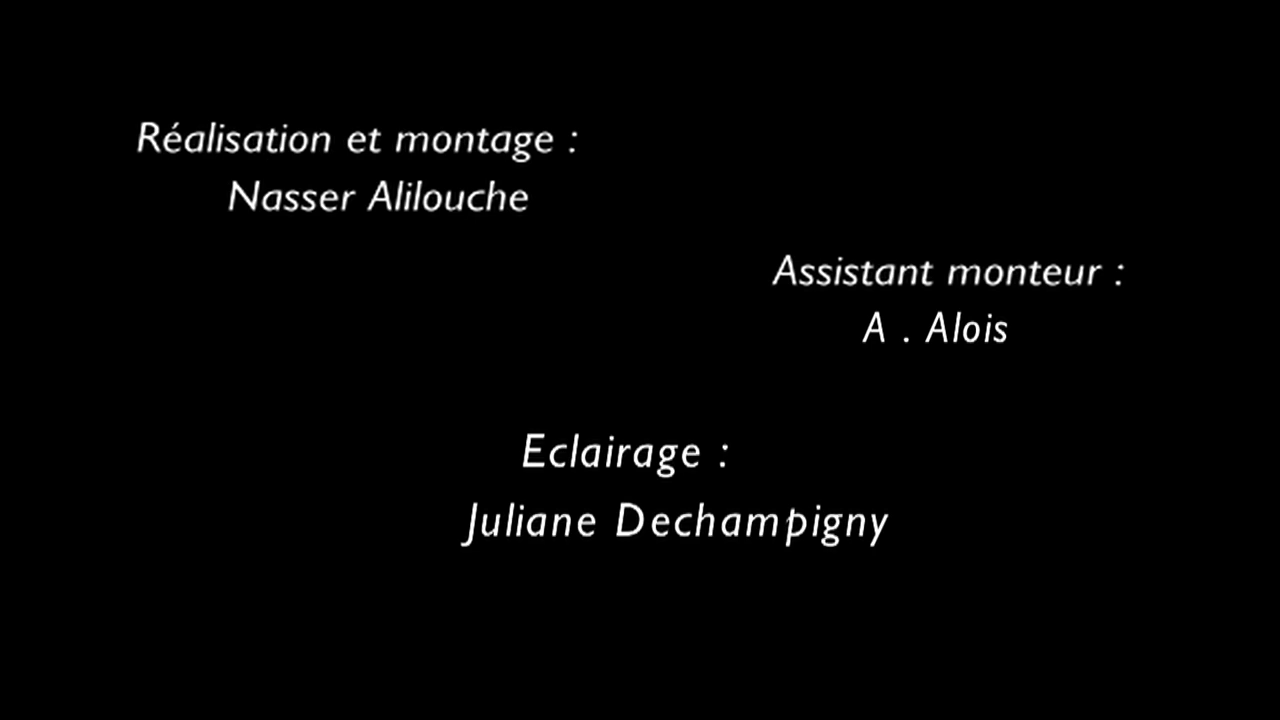 Réalisation et montage :
Nasser Alilouche
Assistant monteur :
A . Alois
Eclairage :
Juliane Dechampigny